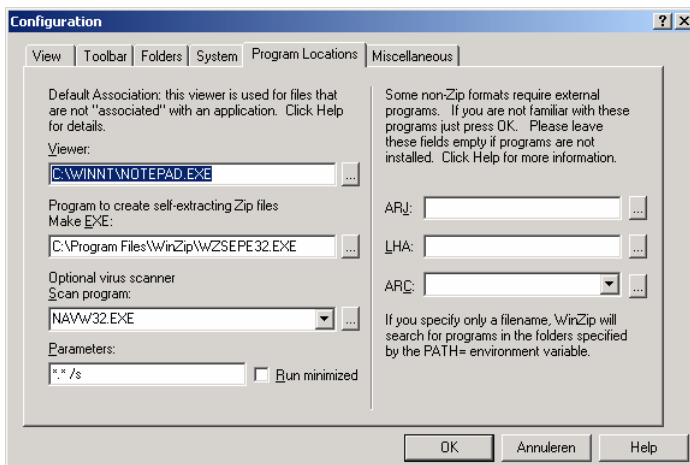 Configuration
View Toolbar Folders System Program Locations Miscellaneous
Default Association: this viewer is used for files that
are not "associated" with an application. Click Help
for details.
Viewer:
C:\WINNT\NOTEPAD.EXE
...
Program to create self-extracting Zip files
Make EXE:
C:\Program Files\WinZip\WZSEPE32.EXE
...
Optional virus scanner
Scan program:
NAVW32.EXE
...
Parameters:
*.* /s
Run minimized
Some non-Zip formats require external
programs. If you are not familiar with these
programs just press OK. Please leave
these fields empty if programs are not
installed. Click Help for more information.
ARJ:
...
LHA:
...
ARC:
...
If you specify only a filename, WinZip will
search for programs in the folders specified
by the PATH= environment variable.
OK Annuleren Help